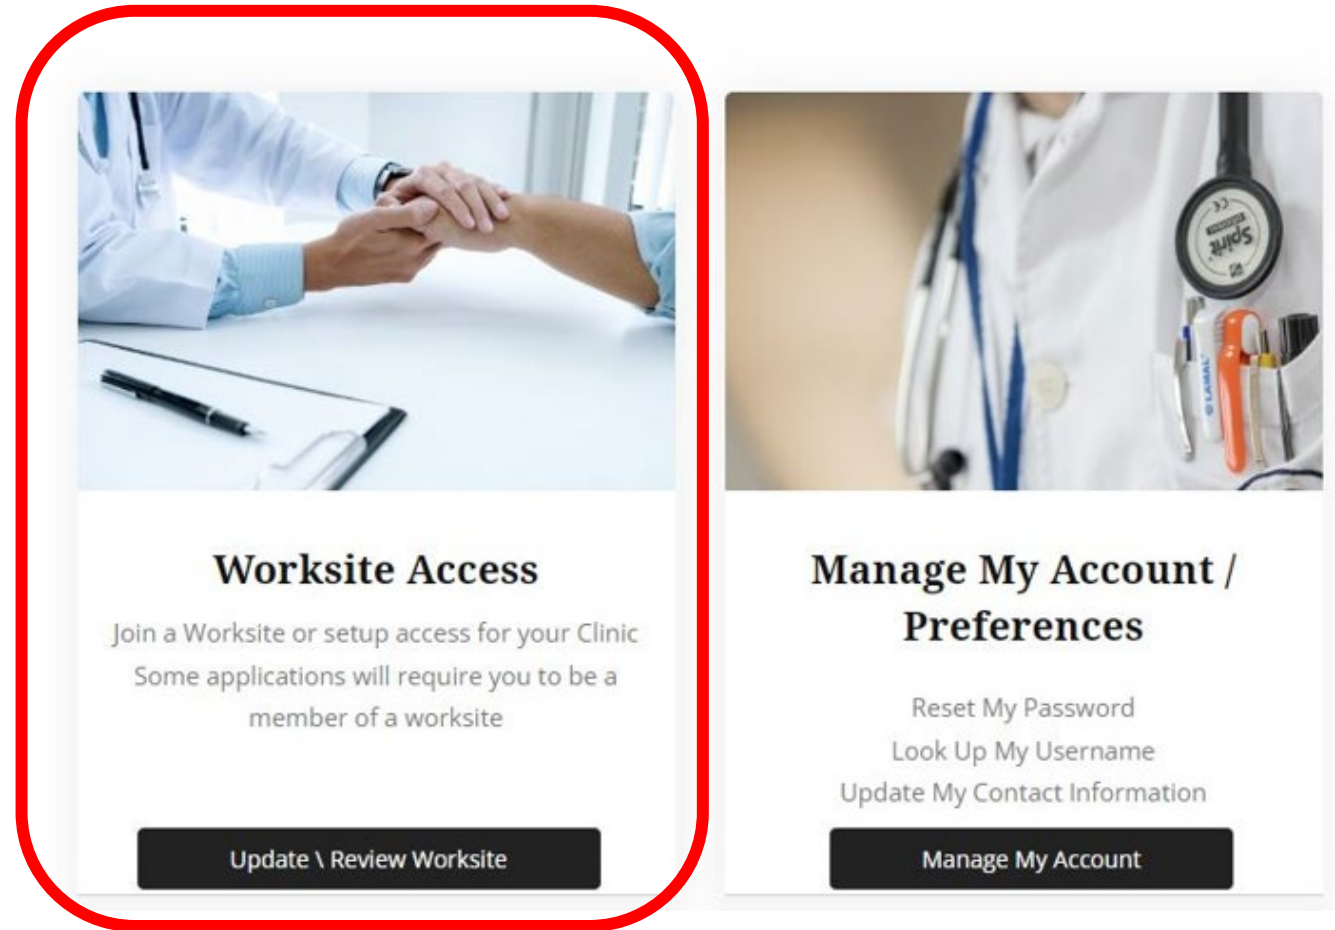 Spirit
LAMAL
Worksite Access
Join a Worksite or setup access for your Clinic
Some applications will require you to be a
member of a worksite
Update \ Review Worksite
Manage My Account /
Preferences
Reset My Password
Look Up My Username
Update My Contact Information
Manage My Account